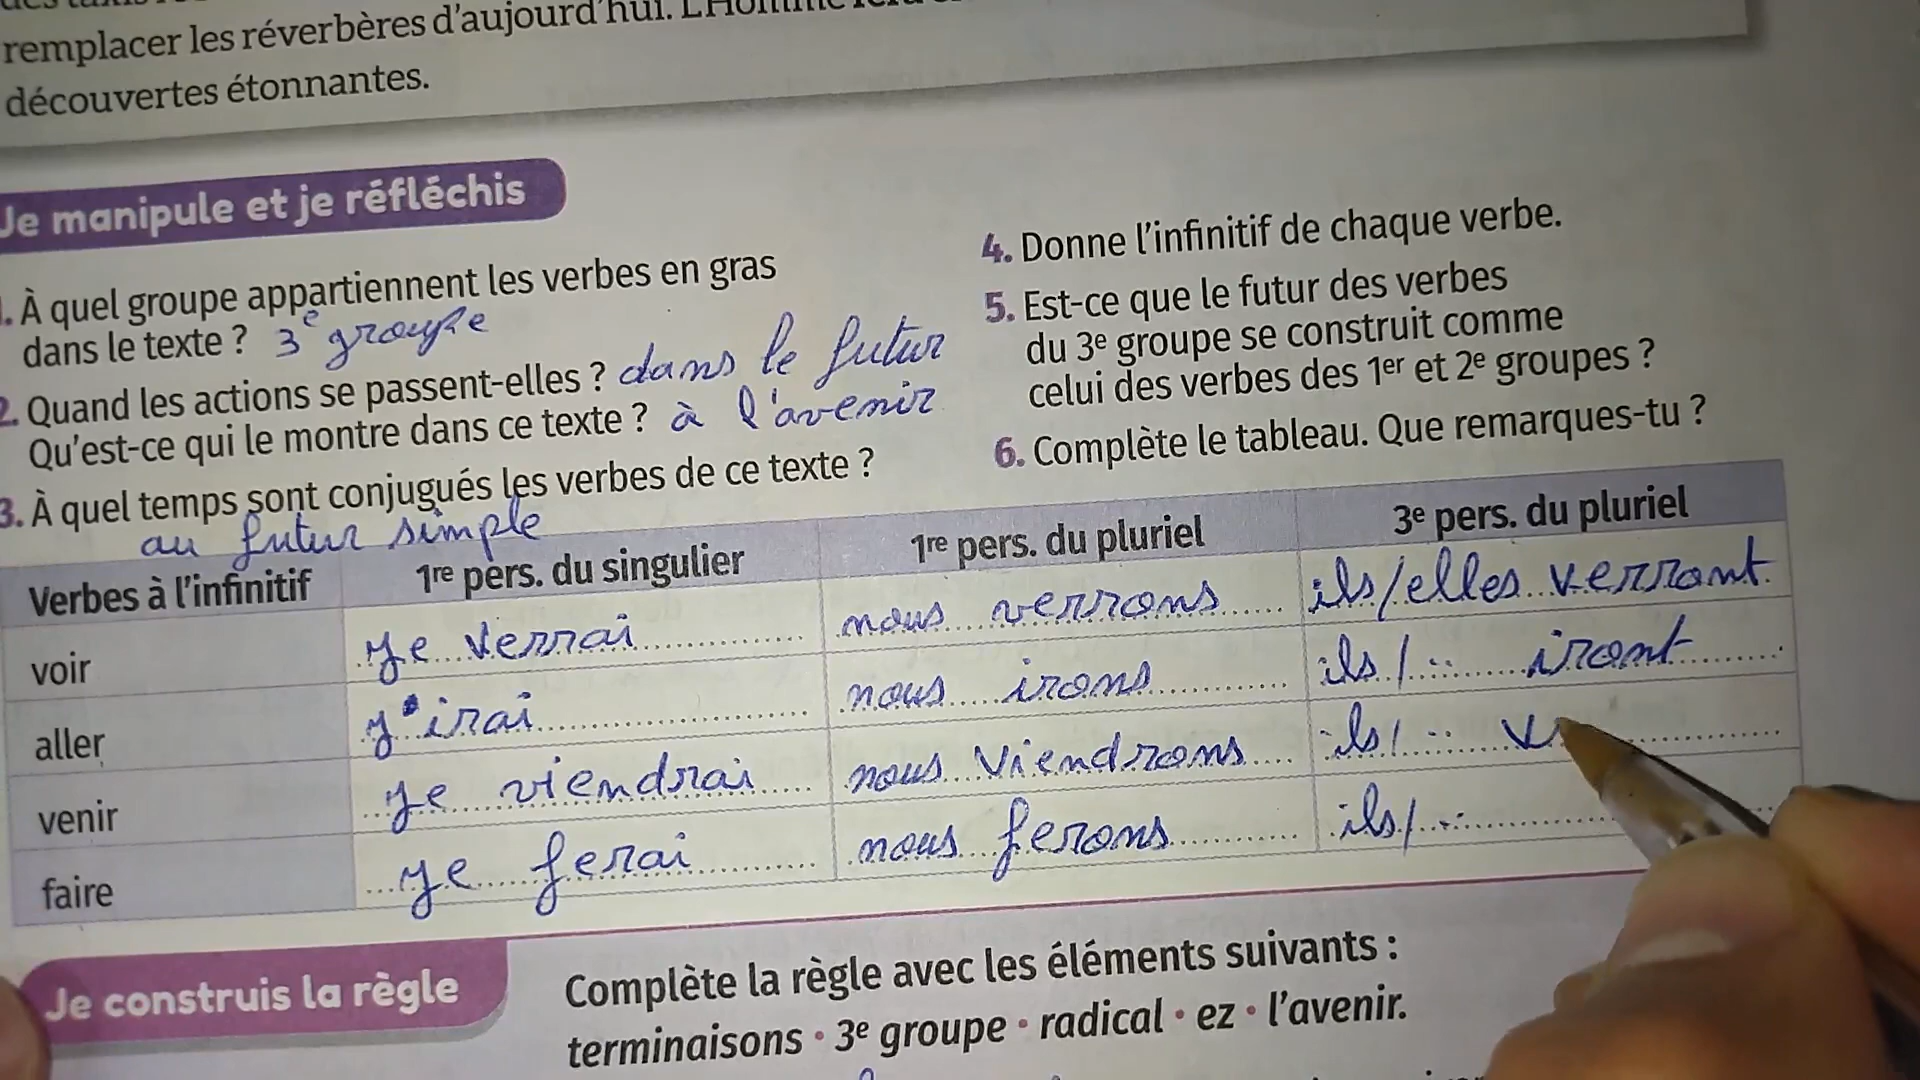 remplacer les réverbères d'aujourd'hui. L'Homme
découvertes étonnantes.
Je manipule et je réfléchis
. À quel groupe appartiennent les verbes en gras
dans le texte ? 3e groupe
2. Quand les actions se passent-elles ? dans le futur
Qu'est-ce qui le montre dans ce texte ? à l'avenir
3. À quel temps sont conjugués les verbes de ce texte ?
au futur simple
4. Donne l'infinitif de chaque verbe.
5. Est-ce que le futur des verbes
du 3e groupe se construit comme
celui des verbes des 1er et 2e groupes ?
6. Complète le tableau. Que remarques-tu ?
Verbes à l'infinitif 1re pers. du singulier 1re pers. du pluriel 3e pers. du pluriel
voir je verrai nous verrons ils/elles verront
aller j'irai nous irons ils/... iront
venir je viendrai nous viendrons ils/... v
faire je ferai nous ferons ils/...
Je construis la règle
Complète la règle avec les éléments suivants :
terminaisons • 3e groupe • radical • ez • l'avenir.